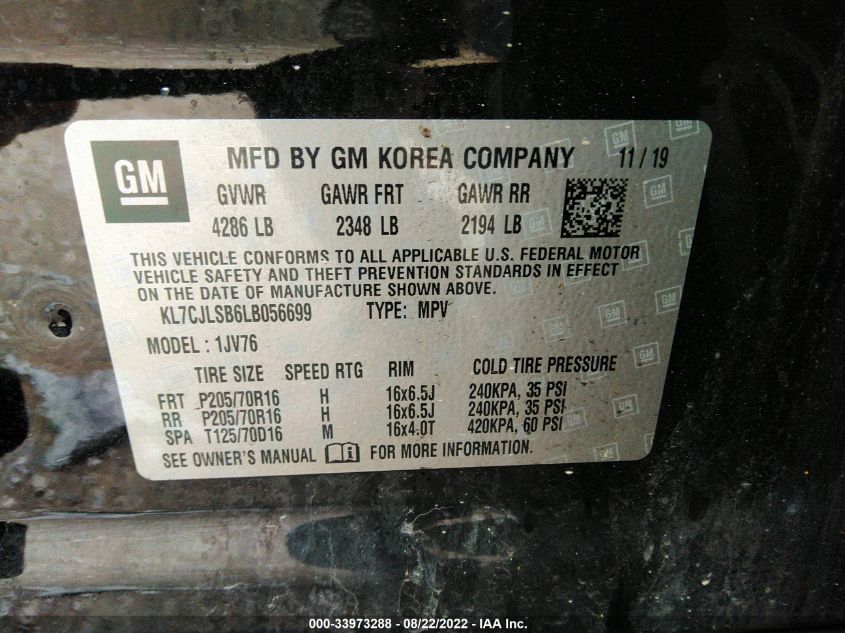 GM
MFD BY GM KOREA COMPANY 11 / 19
GVWR GAWR FRT GAWR RR
4286 LB 2348 LB 2194 LB
THIS VEHICLE CONFORMS TO ALL APPLICABLE U.S. FEDERAL MOTOR
VEHICLE SAFETY AND THEFT PREVENTION STANDARDS IN EFFECT
ON THE DATE OF MANUFACTURE SHOWN ABOVE.
KL7CJLSB6LB056699 TYPE: MPV
MODEL : 1JV76
TIRE SIZE SPEED RTG RIM COLD TIRE PRESSURE
FRT P205/70R16 H 16x6.5J 240KPA, 35 PSI
RR P205/70R16 H 16x6.5J 240KPA, 35 PSI
SPA T125/70D16 M 16x4.0T 420KPA, 60 PSI
SEE OWNER'S MANUAL FOR MORE INFORMATION.
000-33973288 - 08/22/2022 - IAA Inc.